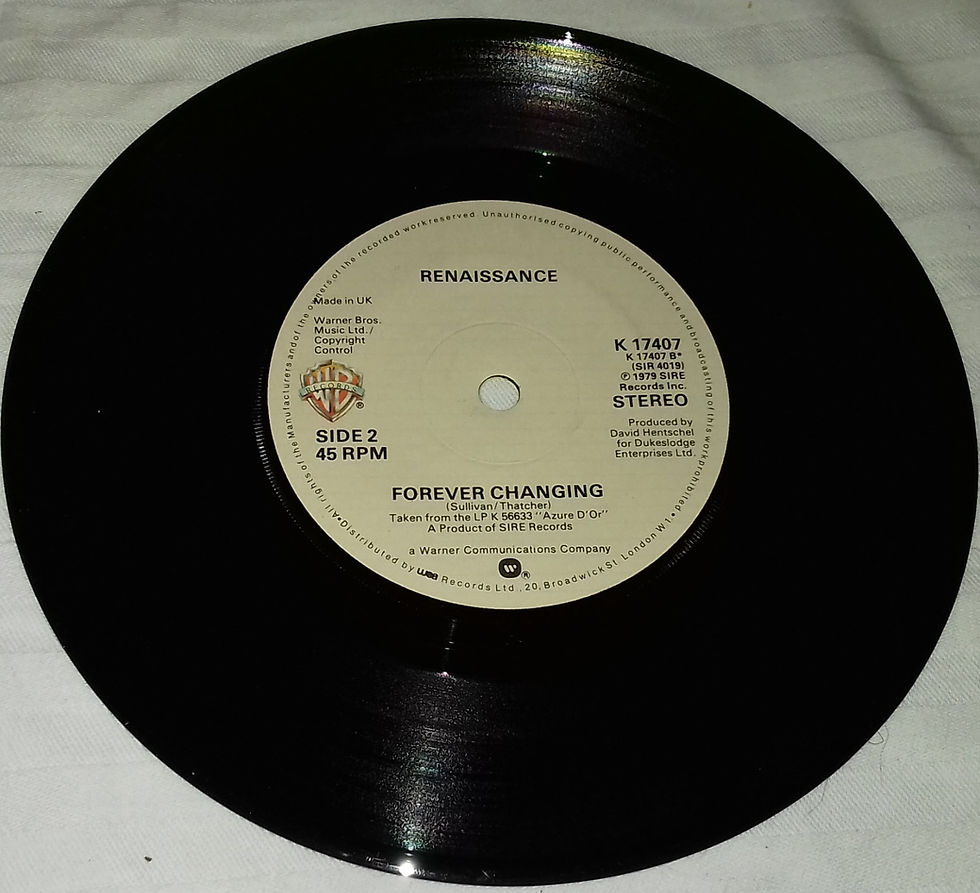 RENAISSANCE
Made in UK
Warner Bros.
Music Ltd./
Copyright
Control
WB
RECORDS
®
SIDE 2
45 RPM
K 17407
K 17407 B*
(SIR 4019)
℗ 1979 SIRE
Records Inc.
STEREO
Produced by
David Hentschel
for Dukeslodge
Enterprises Ltd.
FOREVER CHANGING
(Sullivan/Thatcher)
Taken from the LP K 56633 "Azure D'Or"
A Product of SIRE Records
a Warner Communications Company
W®
•All rights of the Manufacturers and of the owners of the recorded work reserved. Unauthorised copying public performance and broadcasting of this work prohibited.•
•Distributed by wea Records Ltd., 20, Broadwick St. London W1.•